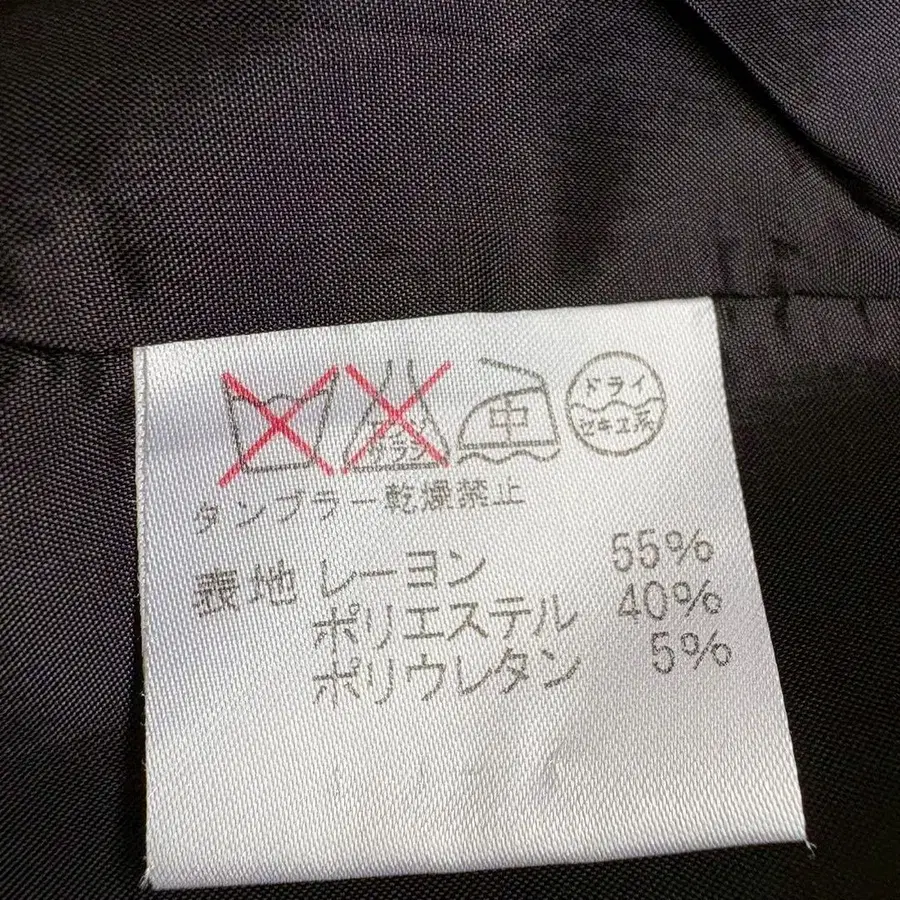 中
ドライ
セキユ系
タンブラー乾燥禁止
表地 レーヨン 55%
ポリエステル 40%
ポリウレタン 5%